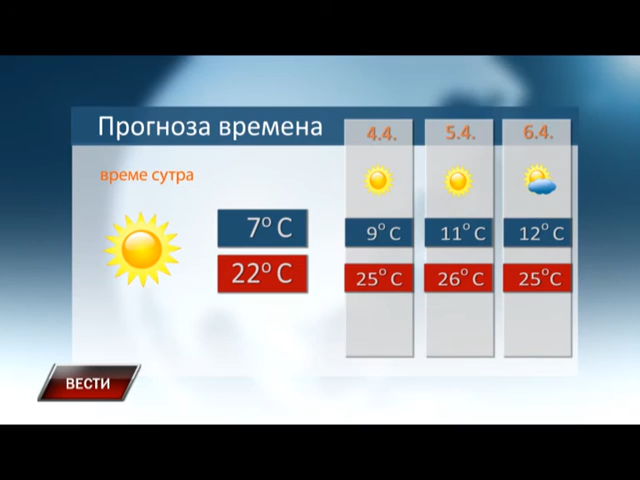 Прогноза времена
време сутра
7° C
22° C
4.4.
9° C
25° C
5.4.
11° C
26° C
6.4.
12° C
25°C
ВЕСТИ